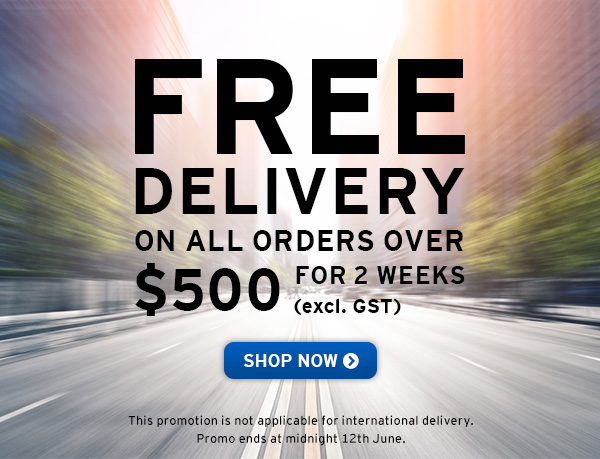 FREE
DELIVERY
ON ALL ORDERS OVER
$500 FOR 2 WEEKS
(excl. GST)
SHOP NOW
This promotion is not applicable for international delivery.
Promo ends at midnight 12th June.